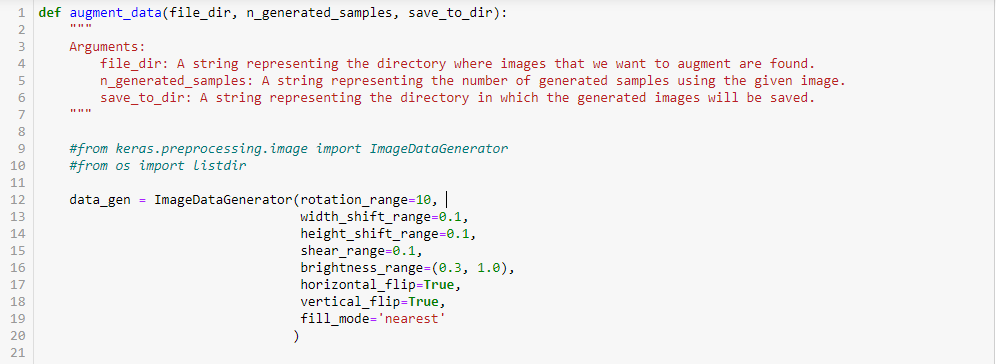 1 def augment_data(file_dir, n_generated_samples, save_to_dir):
2     """
3     Arguments:
4         file_dir: A string representing the directory where images that we want to augment are found.
5         n_generated_samples: A string representing the number of generated samples using the given image.
6         save_to_dir: A string representing the directory in which the generated images will be saved.
7     """
8
9     #from keras.preprocessing.image import ImageDataGenerator
10     #from os import listdir
11
12     data_gen = ImageDataGenerator(rotation_range=10,
13                                   width_shift_range=0.1,
14                                   height_shift_range=0.1,
15                                   shear_range=0.1,
16                                   brightness_range=(0.3, 1.0),
17                                   horizontal_flip=True,
18                                   vertical_flip=True,
19                                   fill_mode='nearest'
20                                  )
21